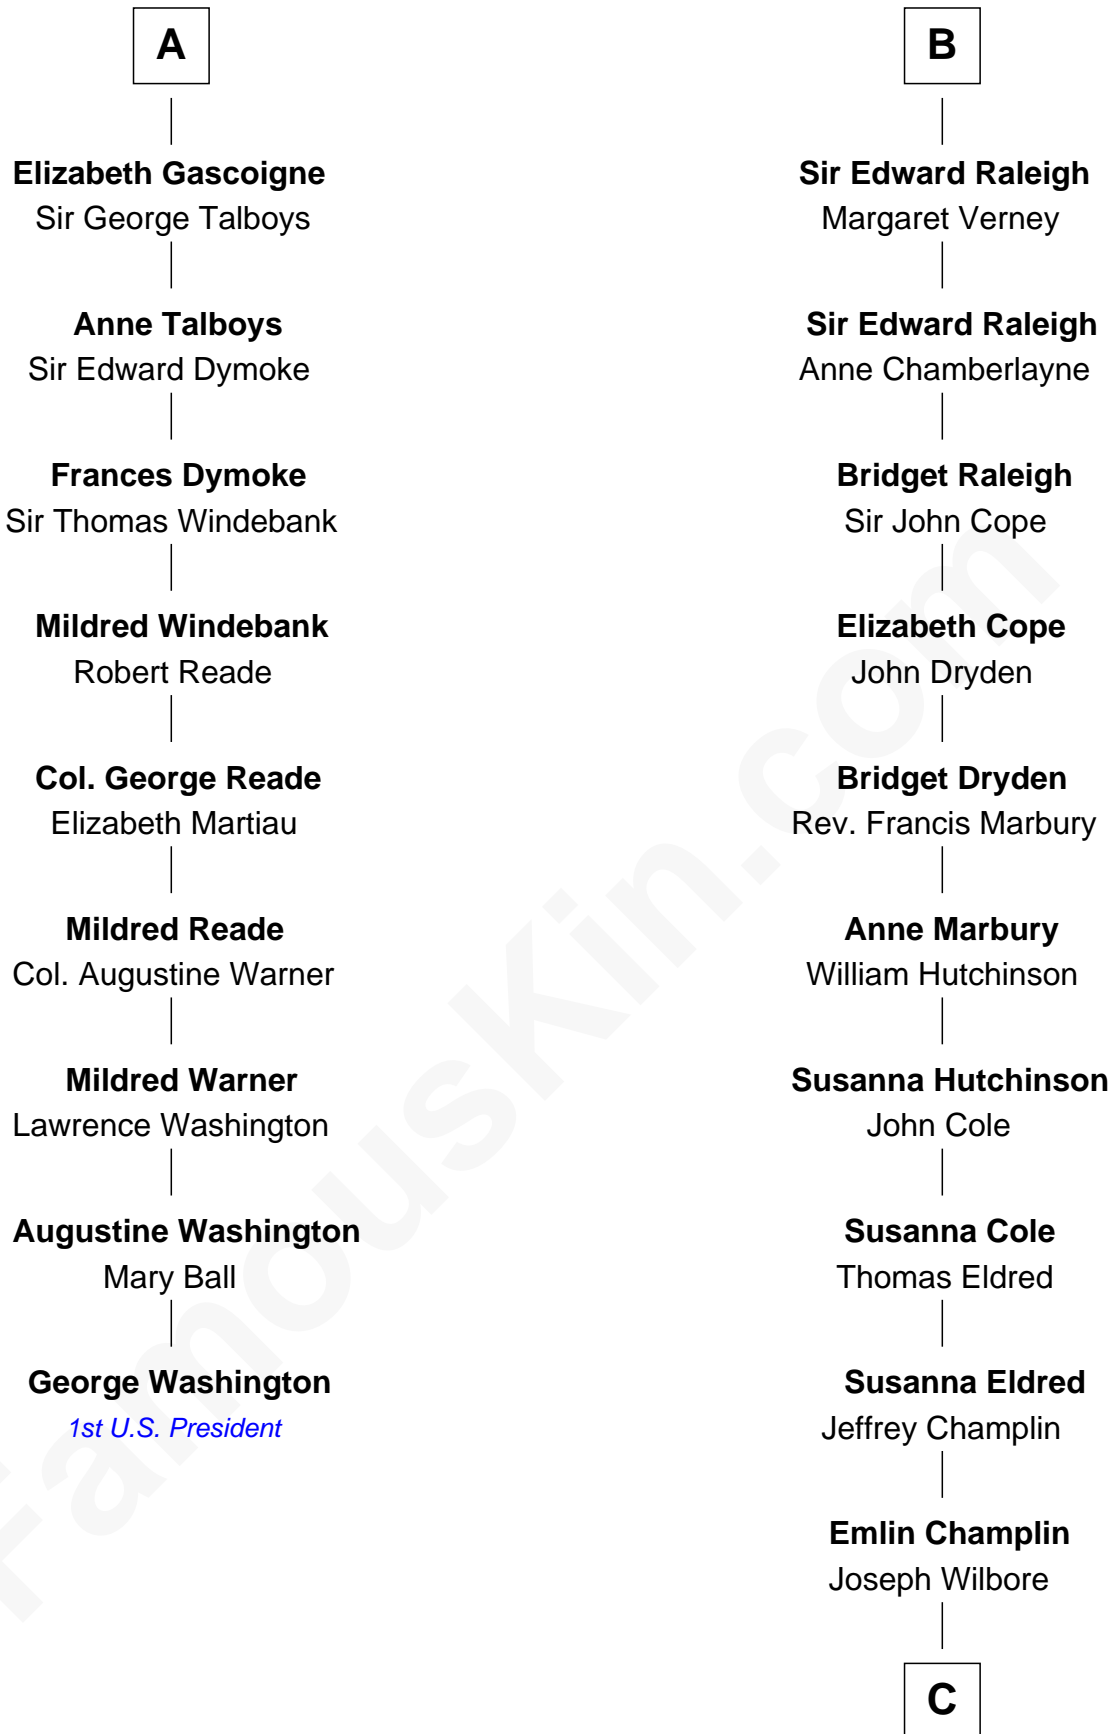 A
Elizabeth Gascoigne
Sir George Talboys
Anne Talboys
Sir Edward Dymoke
Frances Dymoke
Sir Thomas Windebank
Mildred Windebank
Robert Reade
Col. George Reade
Elizabeth Martiau
Mildred Reade
Col. Augustine Warner
Mildred Warner
Lawrence Washington
Augustine Washington
Mary Ball
George Washington
1st U.S. President
B
Sir Edward Raleigh
Margaret Verney
Sir Edward Raleigh
Anne Chamberlayne
Bridget Raleigh
Sir John Cope
Elizabeth Cope
John Dryden
Bridget Dryden
Rev. Francis Marbury
Anne Marbury
William Hutchinson
Susanna Hutchinson
John Cole
Susanna Cole
Thomas Eldred
Susanna Eldred
Jeffrey Champlin
Emlin Champlin
Joseph Wilbore
C
FamousKin.com